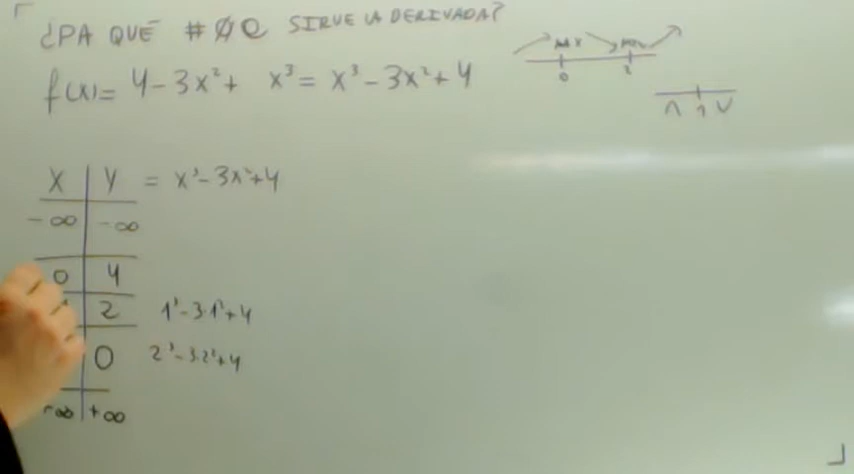 ¿PA QUÉ #∅@ SIRVE LA DERIVADA?
MAX MIN
0 2
f(x)= 4-3x²+ x³ = x³-3x²+4
∩ 1 ∪
X Y = x³-3x²+4
-∞ -∞
0 4
2 1³-3·1²+4
0 2³-3·2²+4
+∞ +∞